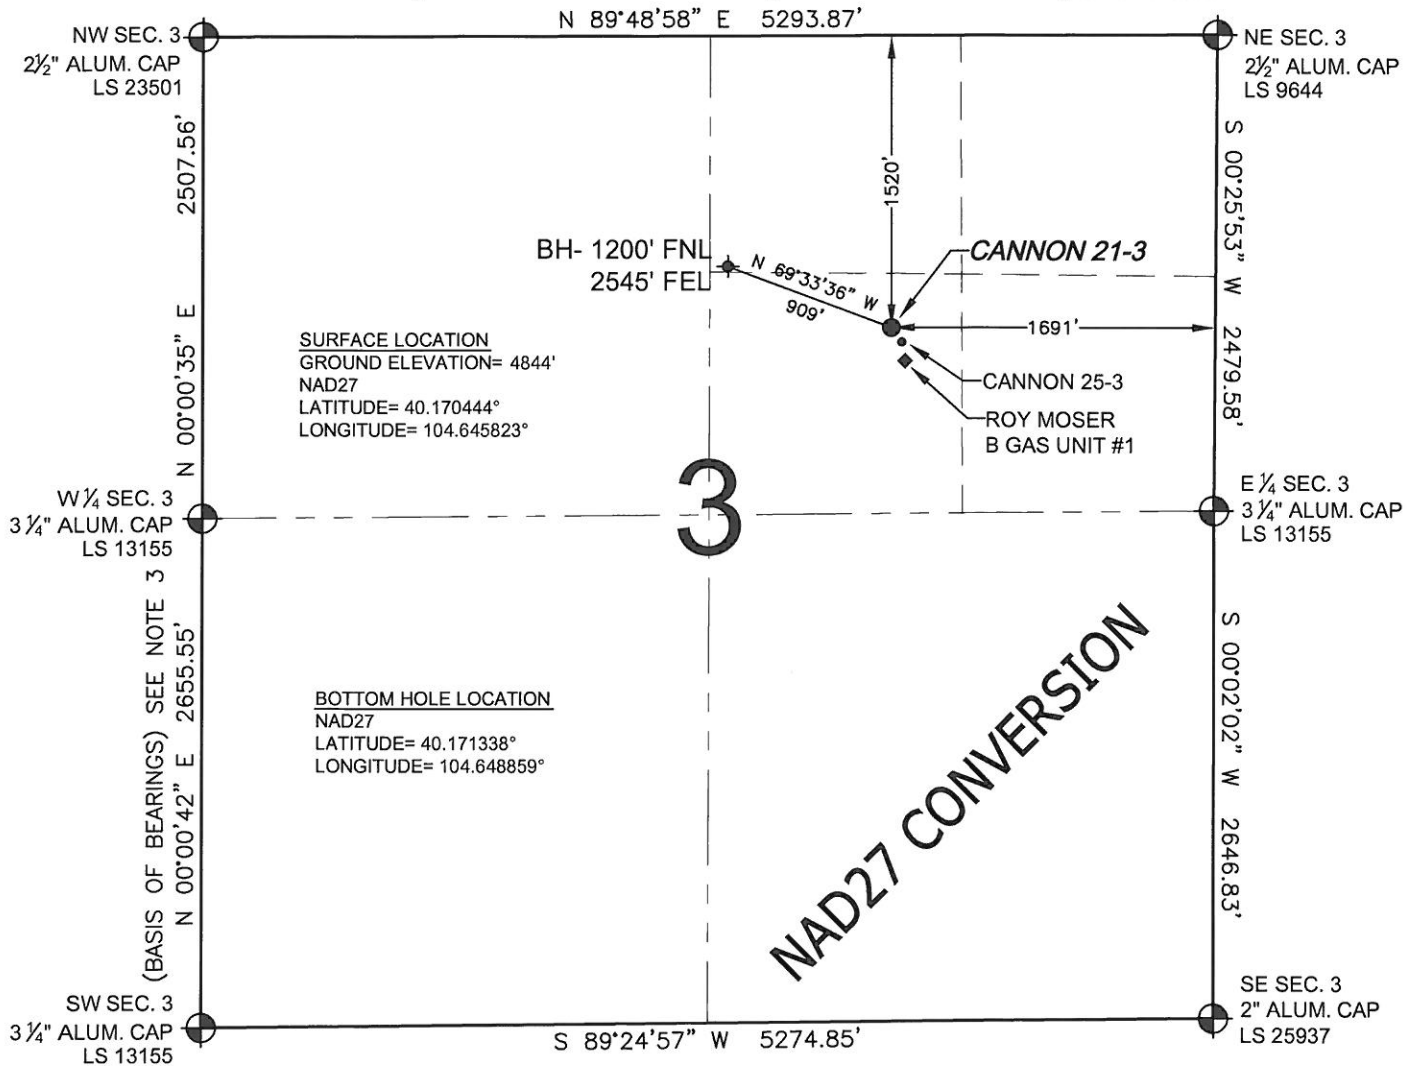 N 89°48'58" E 5293.87'
NW SEC. 3
2½" ALUM. CAP
LS 23501
NE SEC. 3
2½" ALUM. CAP
LS 9644
N 00°00'35" E 2507.56'
S 00°25'53" W 2479.58'
1520'
BH- 1200' FNL
2545' FEL
N 69°33'36" W
909'
CANNON 21-3
1691'
CANNON 25-3
ROY MOSER
B GAS UNIT #1
SURFACE LOCATION
GROUND ELEVATION= 4844'
NAD27
LATITUDE= 40.170444°
LONGITUDE= 104.645823°
3
W ¼ SEC. 3
3 ¼" ALUM. CAP
LS 13155
E ¼ SEC. 3
3 ¼" ALUM. CAP
LS 13155
(BASIS OF BEARINGS) SEE NOTE 3
N 00°00'42" E 2655.55'
S 00°02'02" W 2646.83'
BOTTOM HOLE LOCATION
NAD27
LATITUDE= 40.171338°
LONGITUDE= 104.648859°
NAD27 CONVERSION
SW SEC. 3
3 ¼" ALUM. CAP
LS 13155
SE SEC. 3
2" ALUM. CAP
LS 25937
S 89°24'57" W 5274.85'